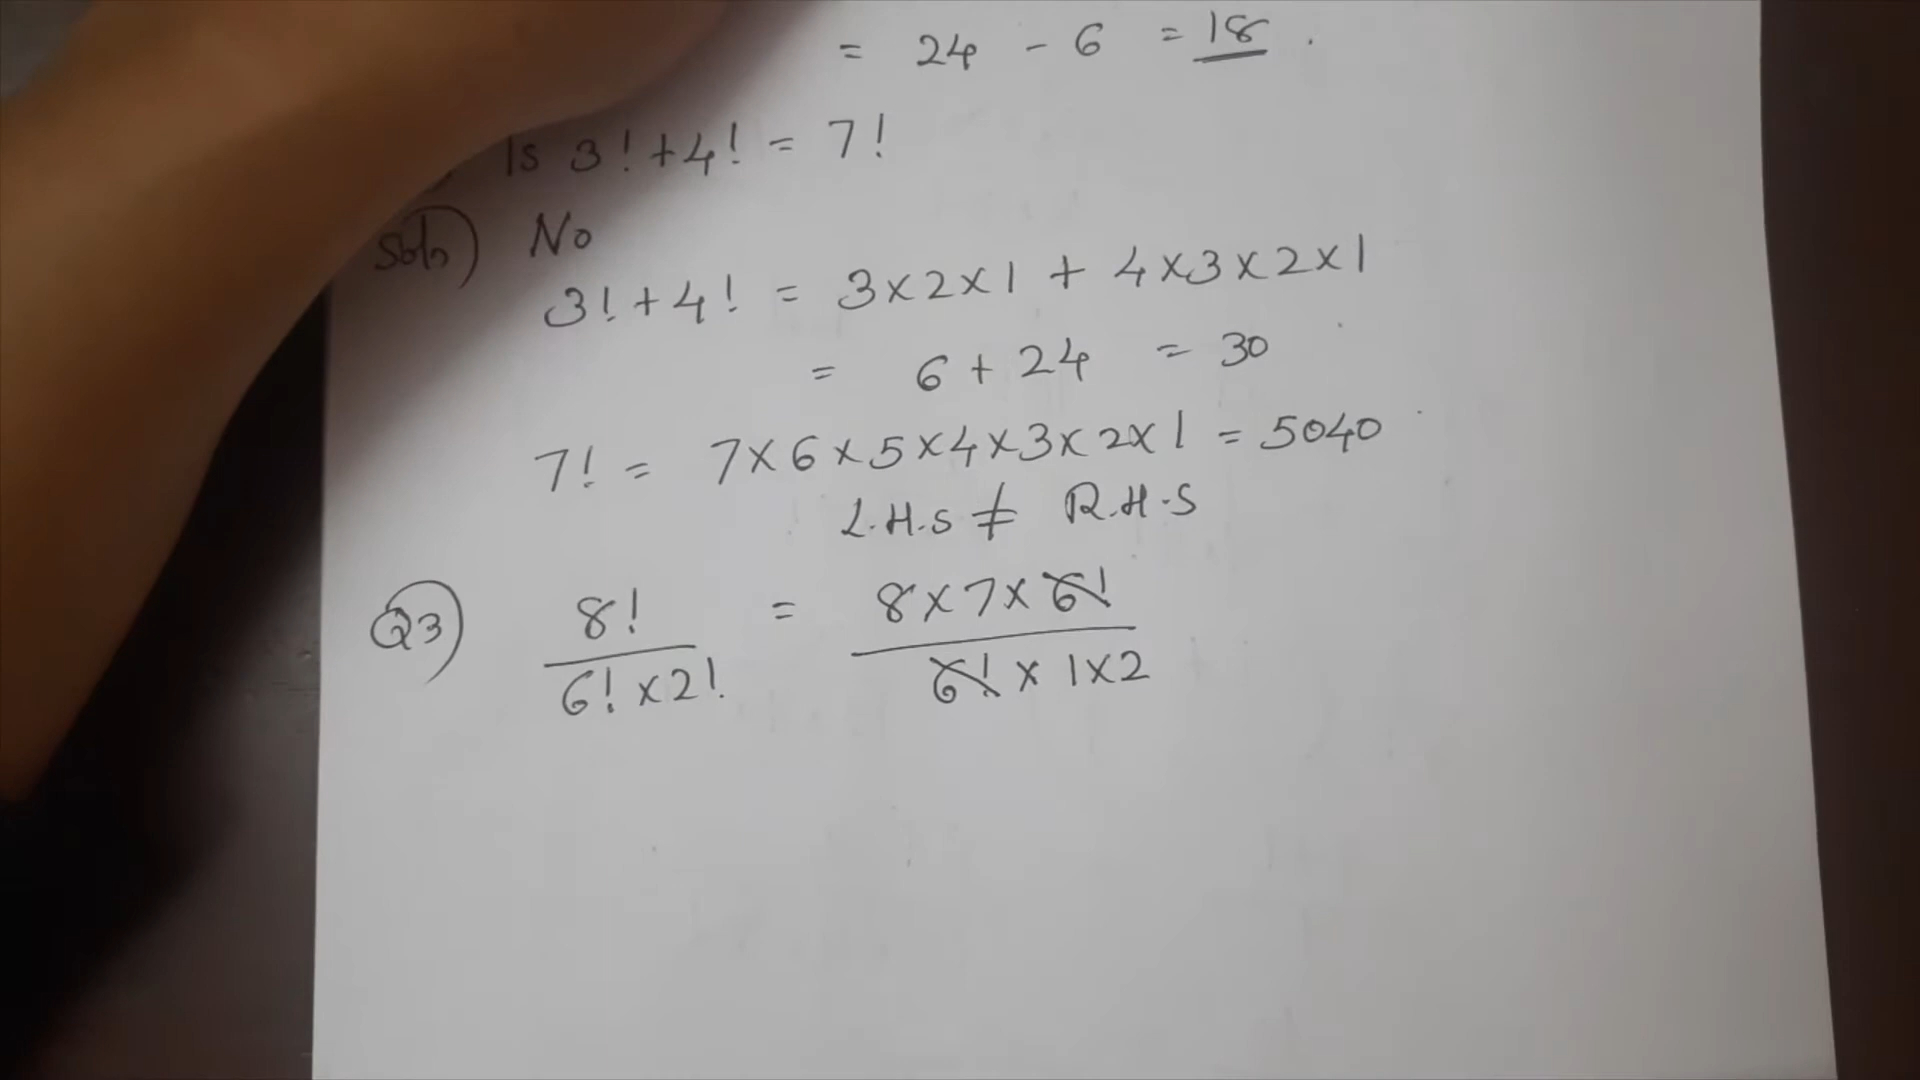 = 24 - 6 = 18 .
Is 3! + 4! = 7!
Soln) No
3! + 4! = 3 x 2 x 1 + 4 x 3 x 2 x 1
= 6 + 24 = 30
7! = 7 x 6 x 5 x 4 x 3 x 2 x 1 = 5040
L.H.S ≠ R.H.S
Q3) 8! / 6! x 2! = 8 x 7 x 6! / 6! x 1 x 2